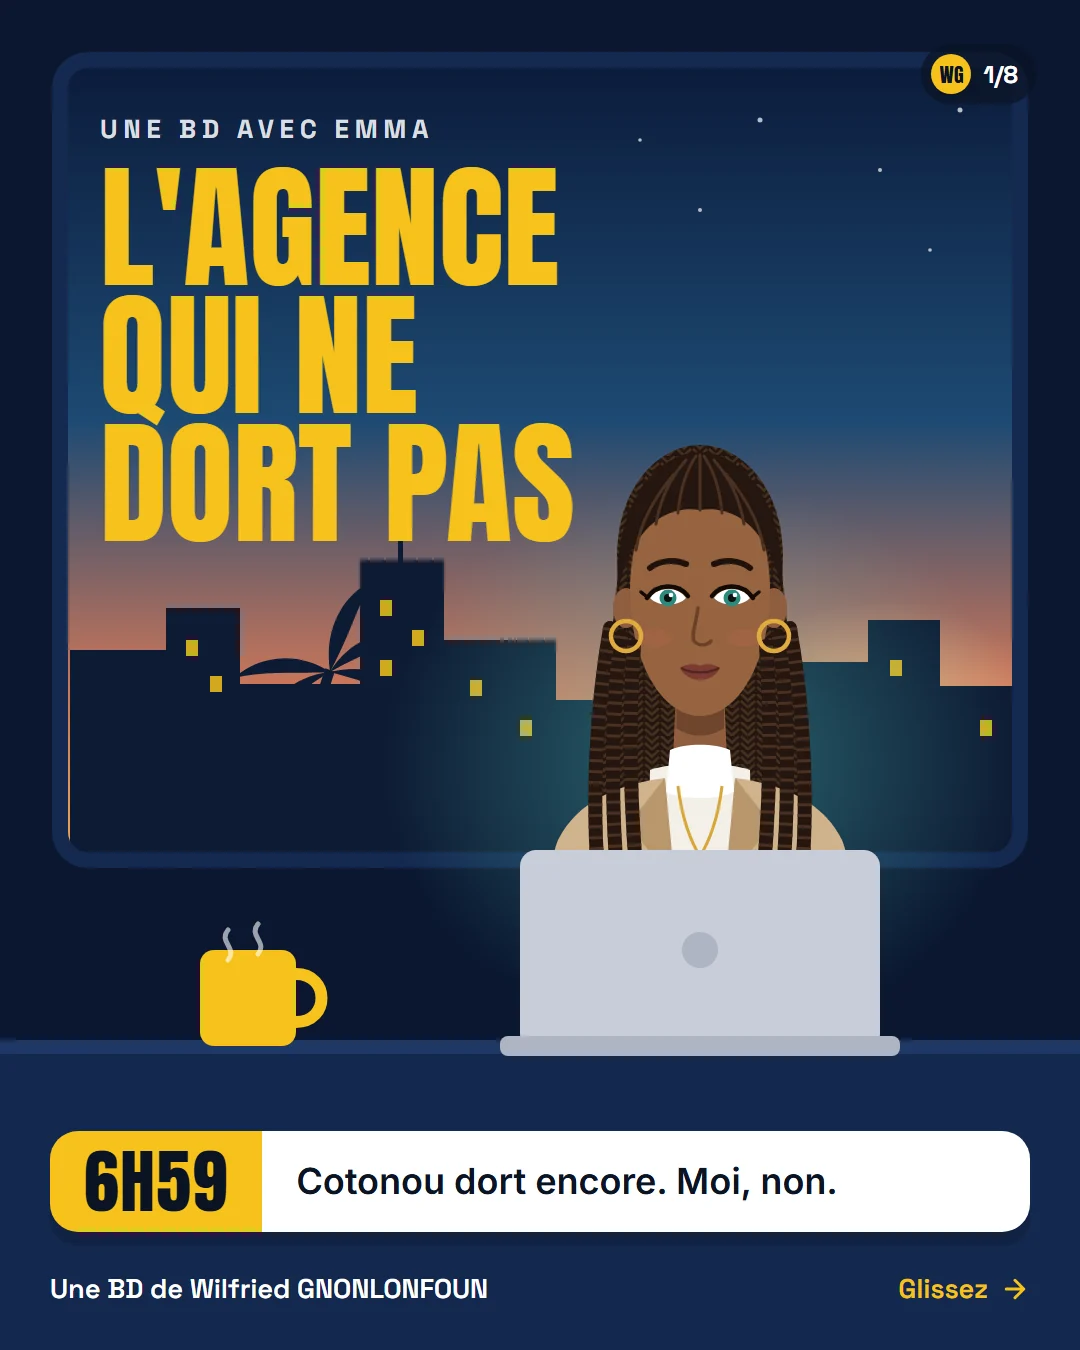 WG 1/8
UNE BD AVEC EMMA
L'AGENCE
QUI NE
DORT PAS
6H59 Cotonou dort encore. Moi, non.
Une BD de Wilfried GNONLONFOUN
Glissez →